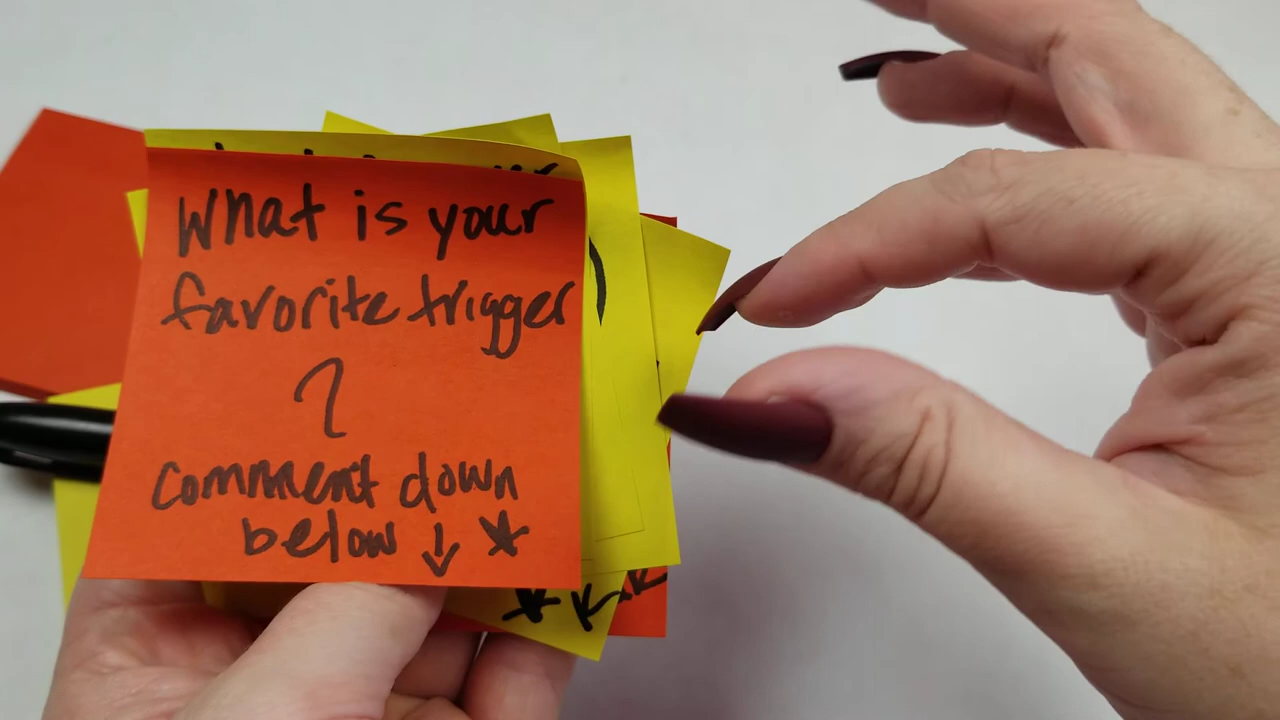 What is your
favorite trigger
?
comment down
below ↓ *